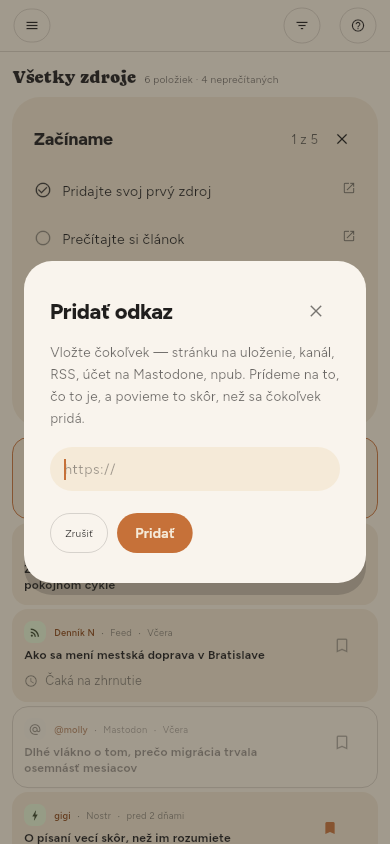 Všetky zdroje 6 položiek · 4 neprečítaných
Začíname 1 z 5
Pridajte svoj prvý zdroj
Prečítajte si článok
Pridať odkaz
Vložte čokoľvek — stránku na uloženie, kanál,
RSS, účet na Mastodone, npub. Prídeme na to,
čo to je, a povieme to skôr, než sa čokoľvek
pridá.
https://
Zrušiť Pridať
pokojnom cykle
Denník N · Feed · Včera
Ako sa mení mestská doprava v Bratislave
Čaká na zhrnutie
@molly · Mastodon · Včera
Dlhé vlákno o tom, prečo migrácia trvala
osemnásť mesiacov
gigi · Nostr · pred 2 dňami
O písaní vecí skôr, než im rozumiete